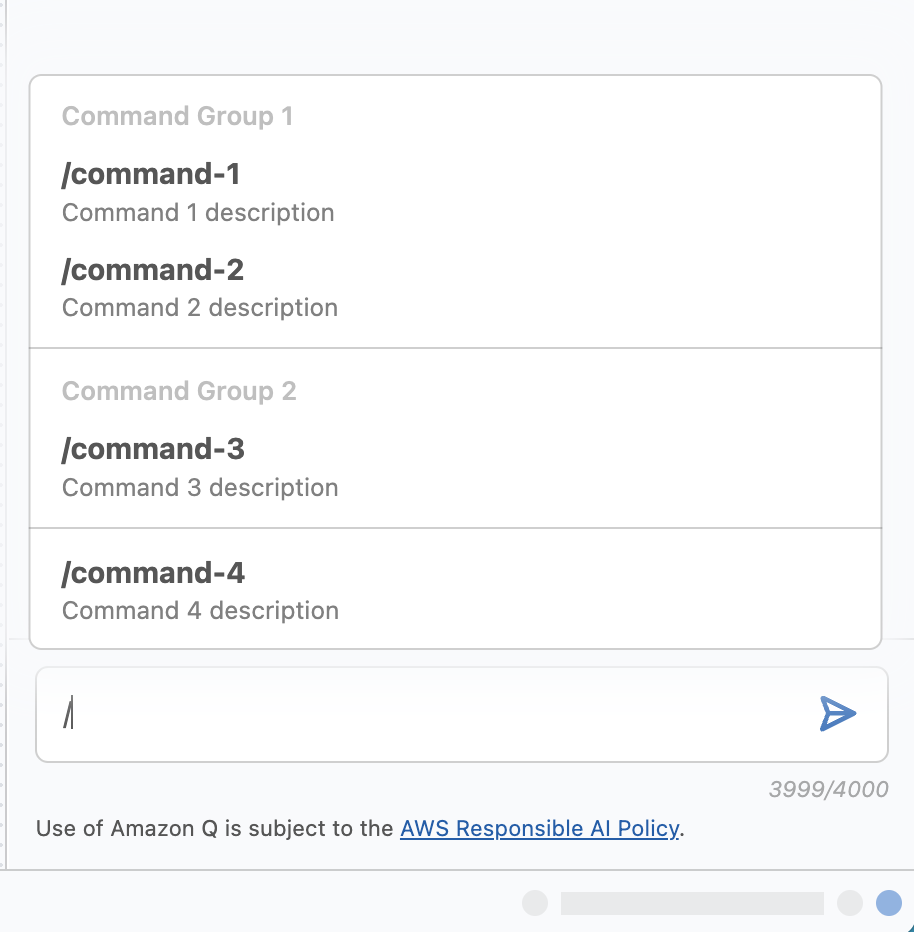 Command Group 1
/command-1
Command 1 description
/command-2
Command 2 description
Command Group 2
/command-3
Command 3 description
/command-4
Command 4 description
/
3999/4000
Use of Amazon Q is subject to the AWS Responsible AI Policy.